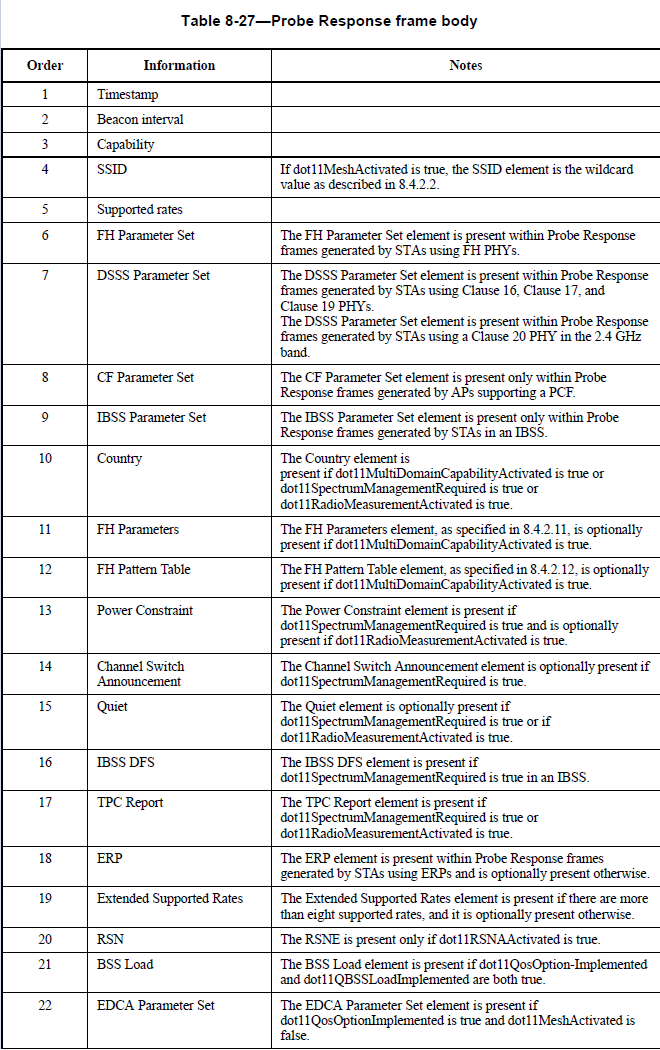 Table 8-27—Probe Response frame body
Order Information Notes
1 Timestamp
2 Beacon interval
3 Capability
4 SSID If dot11MeshActivated is true, the SSID element is the wildcard
value as described in 8.4.2.2.
5 Supported rates
6 FH Parameter Set The FH Parameter Set element is present within Probe Response
frames generated by STAs using FH PHYs.
7 DSSS Parameter Set The DSSS Parameter Set element is present within Probe Response
frames generated by STAs using Clause 16, Clause 17, and
Clause 19 PHYs.
The DSSS Parameter Set element is present within Probe Response
frames generated by STAs using a Clause 20 PHY in the 2.4 GHz
band.
8 CF Parameter Set The CF Parameter Set element is present only within Probe
Response frames generated by APs supporting a PCF.
9 IBSS Parameter Set The IBSS Parameter Set element is present only within Probe
Response frames generated by STAs in an IBSS.
10 Country The Country element is
present if dot11MultiDomainCapabilityActivated is true or
dot11SpectrumManagementRequired is true or
dot11RadioMeasurementActivated is true.
11 FH Parameters The FH Parameters element, as specified in 8.4.2.11, is optionally
present if dot11MultiDomainCapabilityActivated is true.
12 FH Pattern Table The FH Pattern Table element, as specified in 8.4.2.12, is optionally
present if dot11MultiDomainCapabilityActivated is true.
13 Power Constraint The Power Constraint element is present if
dot11SpectrumManagementRequired is true and is optionally
present if dot11RadioMeasurementActivated is true.
14 Channel Switch The Channel Switch Announcement element is optionally present if
Announcement dot11SpectrumManagementRequired is true.
15 Quiet The Quiet element is optionally present if
dot11SpectrumManagementRequired is true or if
dot11RadioMeasurementActivated is true.
16 IBSS DFS The IBSS DFS element is present if
dot11SpectrumManagementRequired is true in an IBSS.
17 TPC Report The TPC Report element is present if
dot11SpectrumManagementRequired is true or
dot11RadioMeasurementActivated is true.
18 ERP The ERP element is present within Probe Response frames
generated by STAs using ERPs and is optionally present otherwise.
19 Extended Supported Rates The Extended Supported Rates element is present if there are more
than eight supported rates, and it is optionally present otherwise.
20 RSN The RSNE is present only if dot11RSNAActivated is true.
21 BSS Load The BSS Load element is present if dot11QosOption-Implemented
and dot11QBSSLoadImplemented are both true.
22 EDCA Parameter Set The EDCA Parameter Set element is present if
dot11QosOptionImplemented is true and dot11MeshActivated is
false.